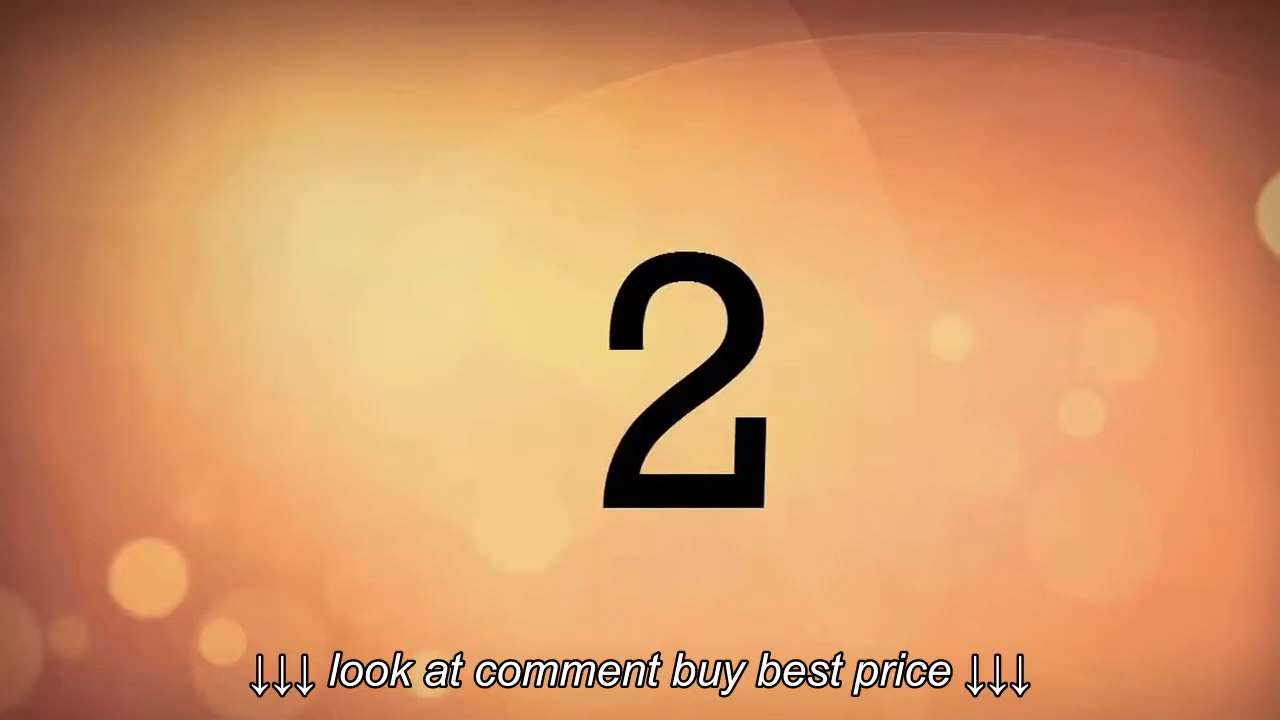 2
↓↓↓ look at comment buy best price ↓↓↓